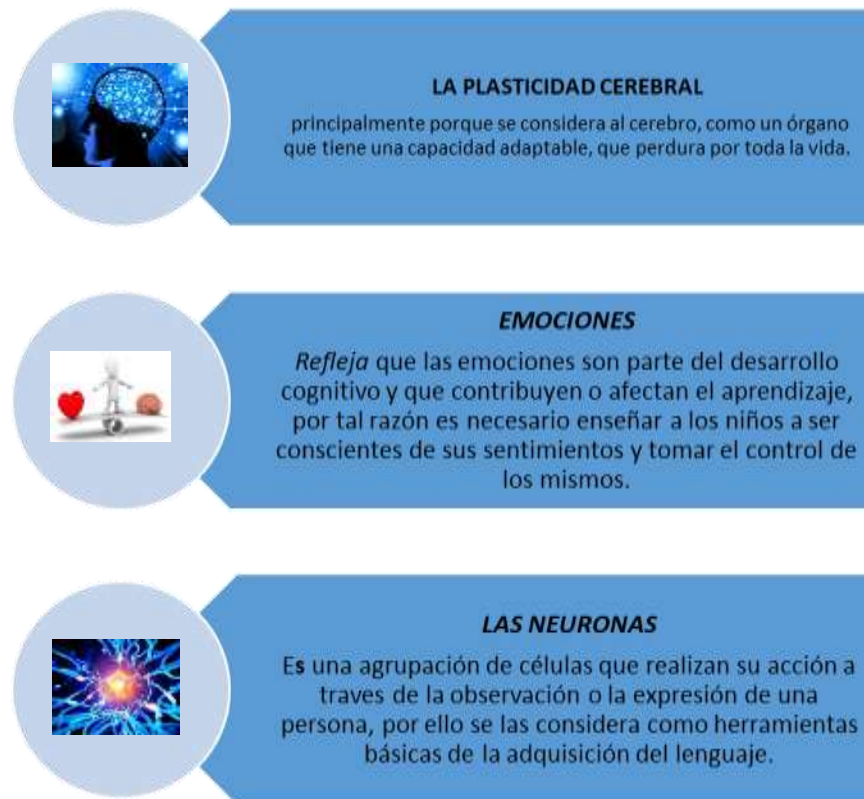 LA PLASTICIDAD CEREBRAL
principalmente porque se considera al cerebro, como un órgano
que tiene una capacidad adaptable, que perdura por toda la vida.
EMOCIONES
Refleja que las emociones son parte del desarrollo
cognitivo y que contribuyen o afectan el aprendizaje,
por tal razón es necesario enseñar a los niños a ser
conscientes de sus sentimientos y tomar el control de
los mismos.
LAS NEURONAS
Es una agrupación de células que realizan su acción a
traves de la observación o la expresión de una
persona, por ello se las considera como herramientas
básicas de la adquisición del lenguaje.